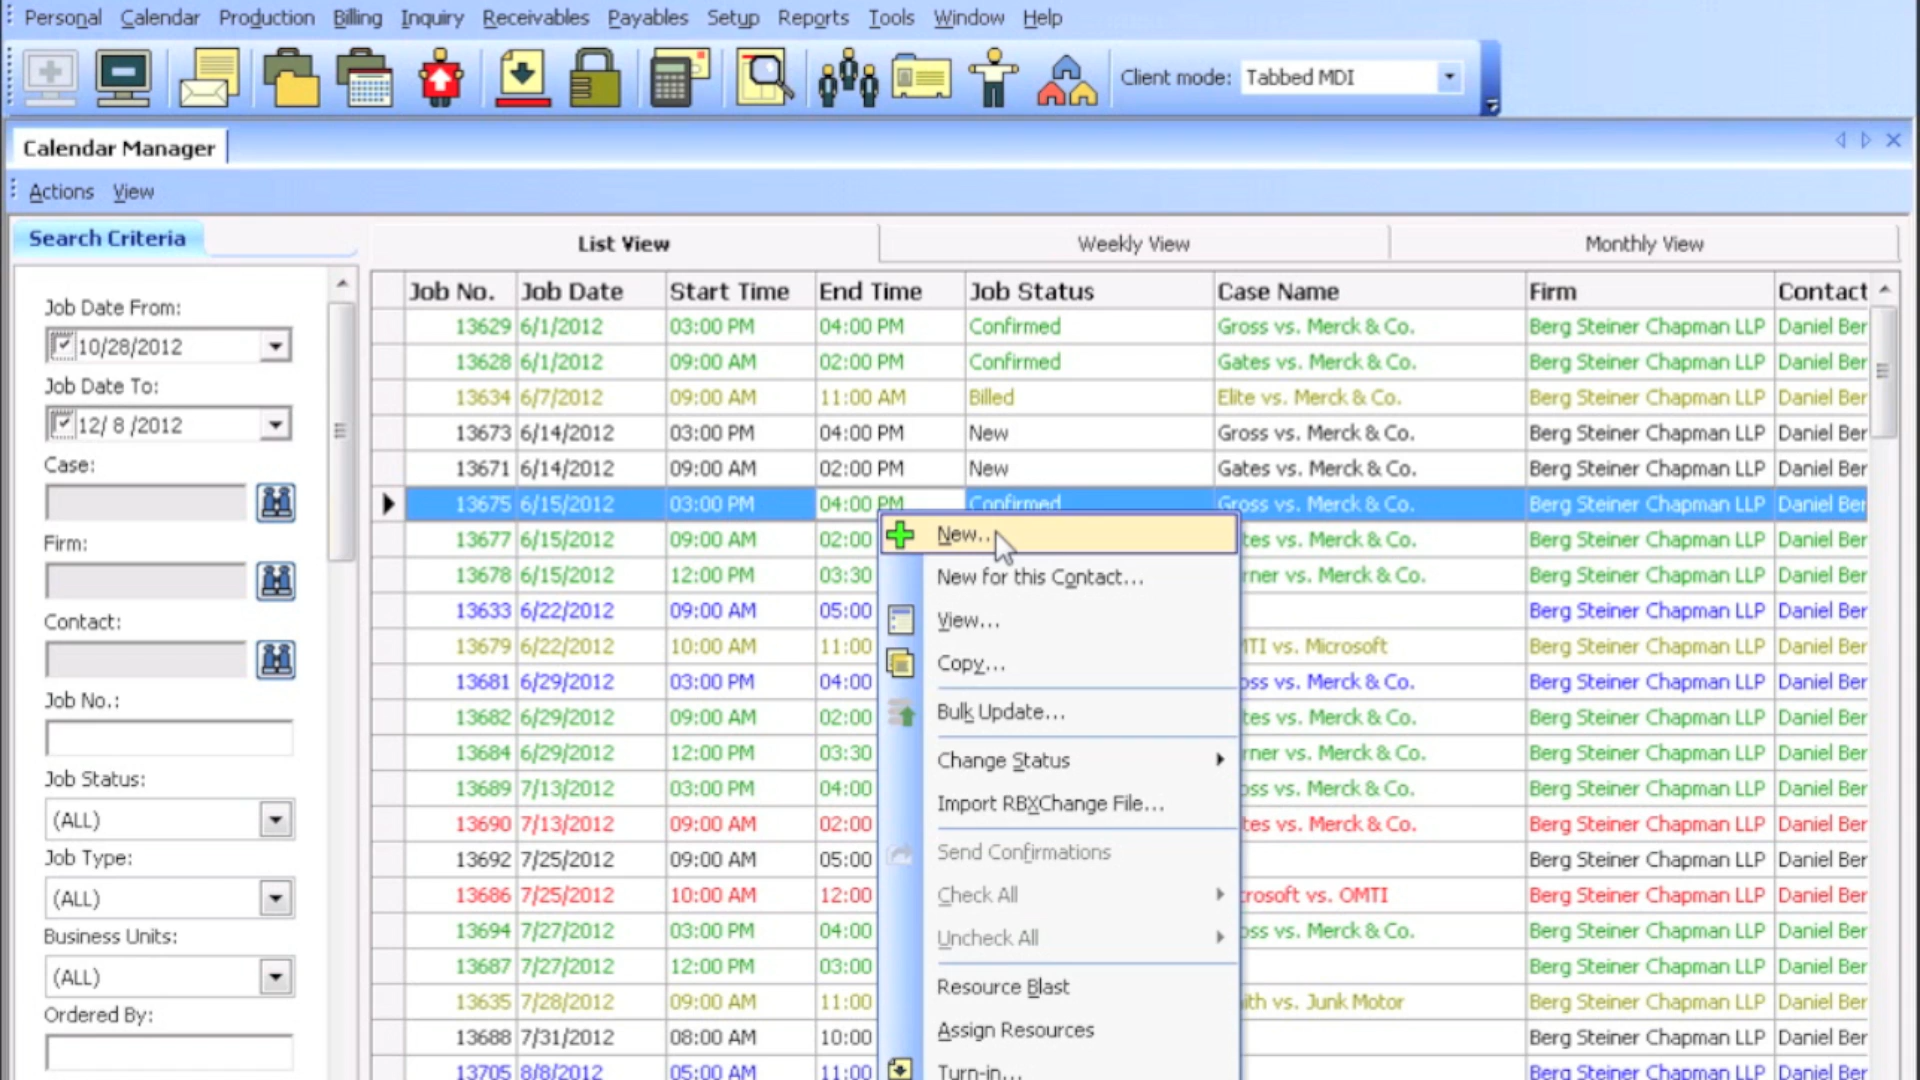 Personal Calendar Production Billing Inquiry Receivables Payables Setup Reports Tools Window Help
Client mode: Tabbed MDI
Calendar Manager
Actions View
Search Criteria
List View Weekly View Monthly View
Job Date From:
10/28/2012
Job Date To:
12/ 8 /2012
Case:
Firm:
Contact:
Job No.:
Job Status:
(ALL)
Job Type:
(ALL)
Business Units:
(ALL)
Ordered By:
Job No. Job Date Start Time End Time Job Status Case Name Firm Contact
13629 6/1/2012 03:00 PM 04:00 PM Confirmed Gross vs. Merck & Co. Berg Steiner Chapman LLP Daniel Ber
13628 6/1/2012 09:00 AM 02:00 PM Confirmed Gates vs. Merck & Co. Berg Steiner Chapman LLP Daniel Ber
13634 6/7/2012 09:00 AM 11:00 AM Billed Elite vs. Merck & Co. Berg Steiner Chapman LLP Daniel Ber
13673 6/14/2012 03:00 PM 04:00 PM New Gross vs. Merck & Co. Berg Steiner Chapman LLP Daniel Ber
13671 6/14/2012 09:00 AM 02:00 PM New Gates vs. Merck & Co. Berg Steiner Chapman LLP Daniel Ber
13675 6/15/2012 03:00 PM 04:00 PM Confirmed Gross vs. Merck & Co. Berg Steiner Chapman LLP Daniel Ber
13677 6/15/2012 09:00 AM 02:00 tes vs. Merck & Co. Berg Steiner Chapman LLP Daniel Ber
13678 6/15/2012 12:00 PM 03:30 rner vs. Merck & Co. Berg Steiner Chapman LLP Daniel Ber
13633 6/22/2012 09:00 AM 05:00 Berg Steiner Chapman LLP Daniel Ber
13679 6/22/2012 10:00 AM 11:00 TI vs. Microsoft Berg Steiner Chapman LLP Daniel Ber
13681 6/29/2012 03:00 PM 04:00 oss vs. Merck & Co. Berg Steiner Chapman LLP Daniel Ber
13682 6/29/2012 09:00 AM 02:00 tes vs. Merck & Co. Berg Steiner Chapman LLP Daniel Ber
13684 6/29/2012 12:00 PM 03:30 rner vs. Merck & Co. Berg Steiner Chapman LLP Daniel Ber
13689 7/13/2012 03:00 PM 04:00 oss vs. Merck & Co. Berg Steiner Chapman LLP Daniel Ber
13690 7/13/2012 09:00 AM 02:00 tes vs. Merck & Co. Berg Steiner Chapman LLP Daniel Ber
13692 7/25/2012 09:00 AM 05:00 Berg Steiner Chapman LLP Daniel Ber
13686 7/25/2012 10:00 AM 12:00 crosoft vs. OMTI Berg Steiner Chapman LLP Daniel Ber
13694 7/27/2012 03:00 PM 04:00 oss vs. Merck & Co. Berg Steiner Chapman LLP Daniel Ber
13687 7/27/2012 12:00 PM 03:00 Berg Steiner Chapman LLP Daniel Ber
13635 7/28/2012 09:00 AM 11:00 ith vs. Junk Motor Berg Steiner Chapman LLP Daniel Ber
13688 7/31/2012 08:00 AM 10:00 Berg Steiner Chapman LLP Daniel Ber
13705 8/8/2012 05:00 AM 11:00 Berg Steiner Chapman LLP Daniel Ber
New...
New for this Contact...
View...
Copy...
Bulk Update...
Change Status
Import RBXChange File...
Send Confirmations
Check All
Uncheck All
Resource Blast
Assign Resources
Turn-in...